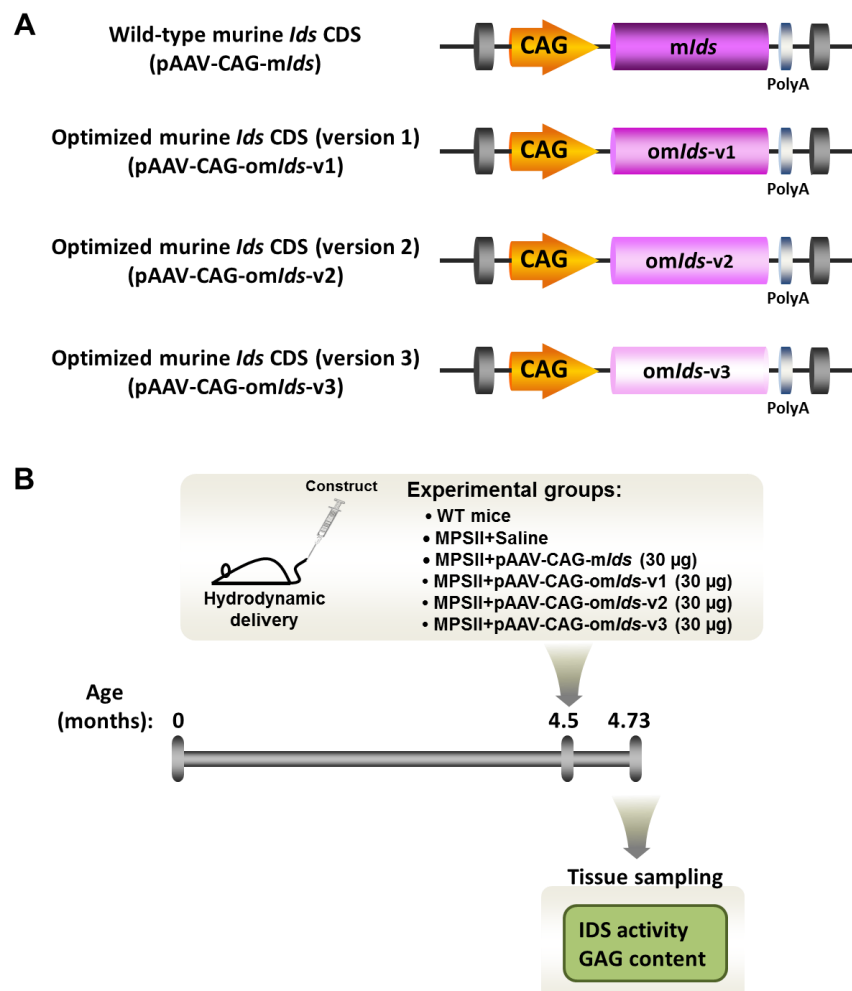 A
Wild-type murine Ids CDS
(pAAV-CAG-mIds)
CAG
mIds
PolyA
Optimized murine Ids CDS (version 1)
(pAAV-CAG-omIds-v1)
CAG
omIds-v1
PolyA
Optimized murine Ids CDS (version 2)
(pAAV-CAG-omIds-v2)
CAG
omIds-v2
PolyA
Optimized murine Ids CDS (version 3)
(pAAV-CAG-omIds-v3)
CAG
omIds-v3
PolyA
B
Construct
Hydrodynamic
delivery
Experimental groups:
• WT mice
• MPSII+Saline
• MPSII+pAAV-CAG-mIds (30 µg)
• MPSII+pAAV-CAG-omIds-v1 (30 µg)
• MPSII+pAAV-CAG-omIds-v2 (30 µg)
• MPSII+pAAV-CAG-omIds-v3 (30 µg)
Age
(months):
0
4.5
4.73
Tissue sampling
IDS activity
GAG content